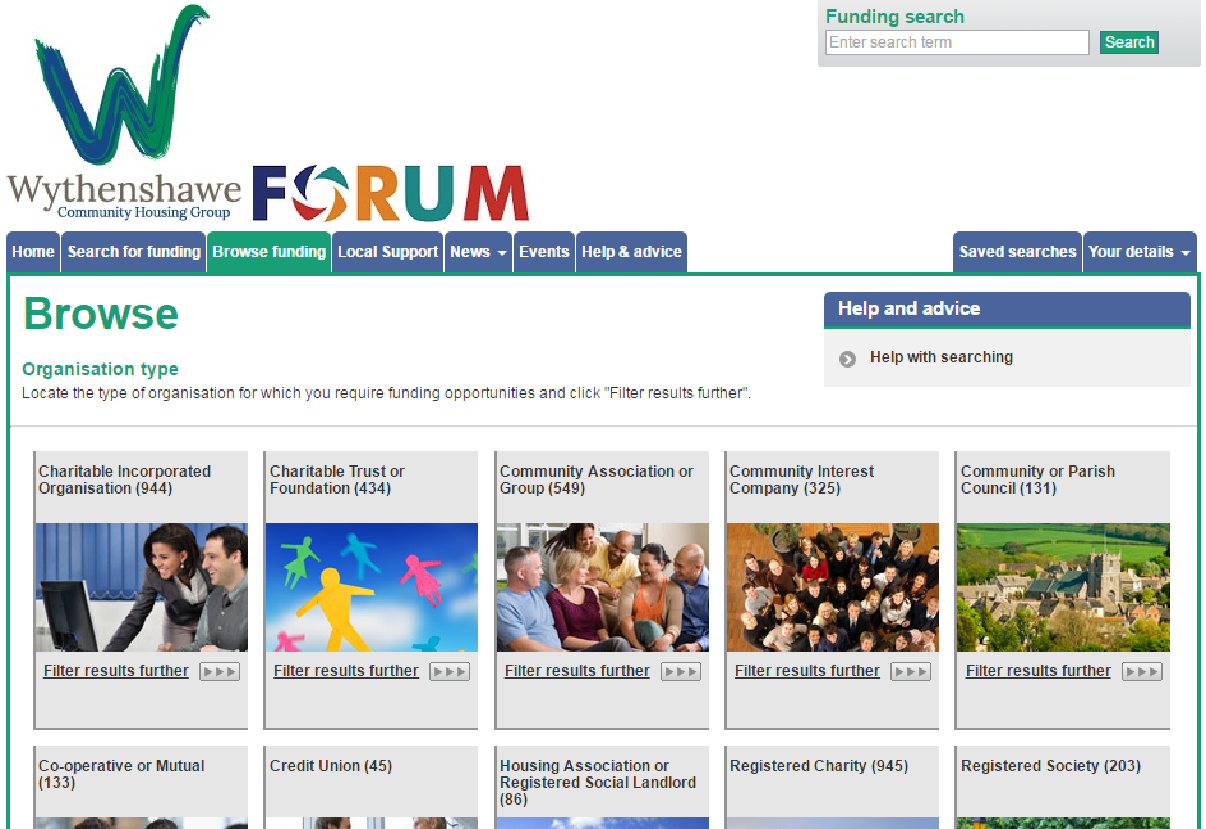 Funding search
Enter search term
Search
Wythenshawe
Community Housing Group
FORUM
Home
Search for funding
Browse funding
Local Support
News
Events
Help & advice
Saved searches
Your details
Browse
Help and advice
Help with searching
Organisation type
Locate the type of organisation for which you require funding opportunities and click "Filter results further".
Charitable Incorporated
Organisation (944)
Filter results further
Charitable Trust or
Foundation (434)
Filter results further
Community Association or
Group (549)
Filter results further
Community Interest
Company (325)
Filter results further
Community or Parish
Council (131)
Filter results further
Co-operative or Mutual
(133)
Credit Union (45)
Housing Association or
Registered Social Landlord
(86)
Registered Charity (945)
Registered Society (203)